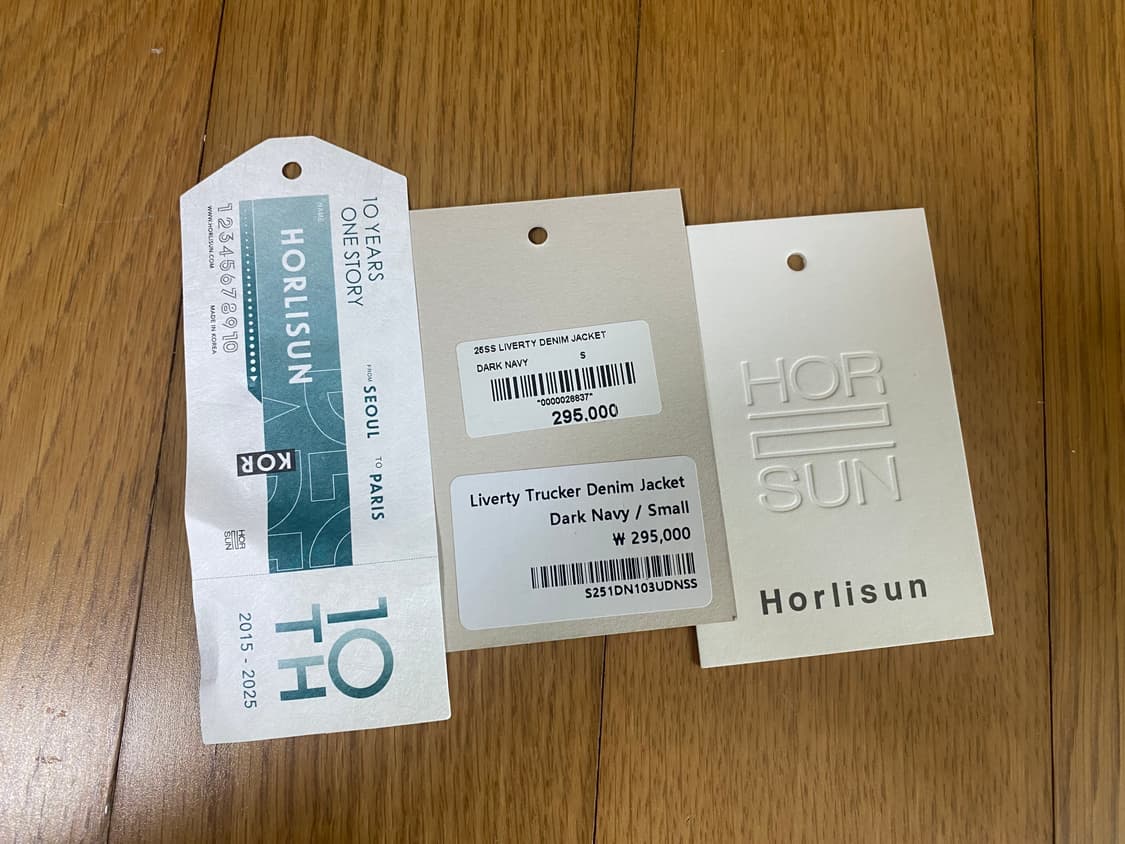 10 YEARS
ONE STORY
FROM SEOUL TO PARIS
NAME
HORLISUN
KOR
1 2 3 4 5 6 7 8 9 10
WWW.HORLISUN.COM
MADE IN KOREA
HOR
SUN
10
TH
2015 - 2025
25SS LIVERTY DENIM JACKET
DARK NAVY S
*0000028837*
295,000
Liverty Trucker Denim Jacket
Dark Navy / Small
₩ 295,000
S251DN103UDNSS
HOR
LI
SUN
Horlisun